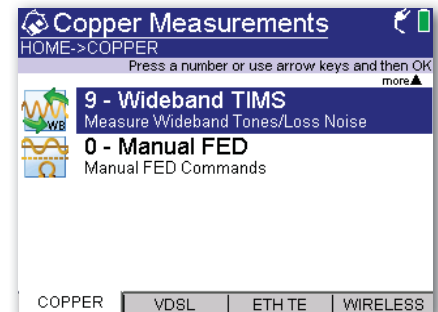 Copper Measurements
HOME->COPPER
Press a number or use arrow keys and then OK
more▲
WB
9 - Wideband TIMS
Measure Wideband Tones/Loss Noise
0 - Manual FED
Manual FED Commands
COPPER VDSL ETH TE WIRELESS